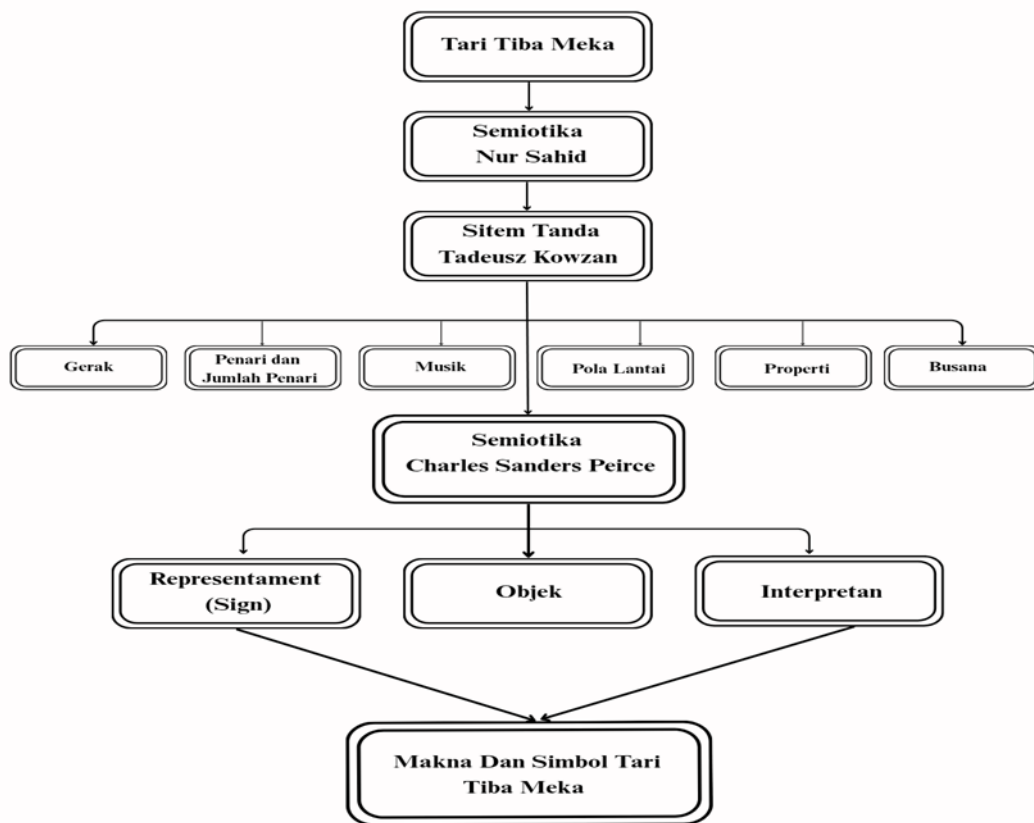 Tari Tiba Meka
Semiotika
Nur Sahid
Sitem Tanda
Tadeusz Kowzan
Gerak
Penari dan
Jumlah Penari
Musik
Pola Lantai
Properti
Busana
Semiotika
Charles Sanders Peirce
Representament
(Sign)
Objek
Interpretan
Makna Dan Simbol Tari
Tiba Meka